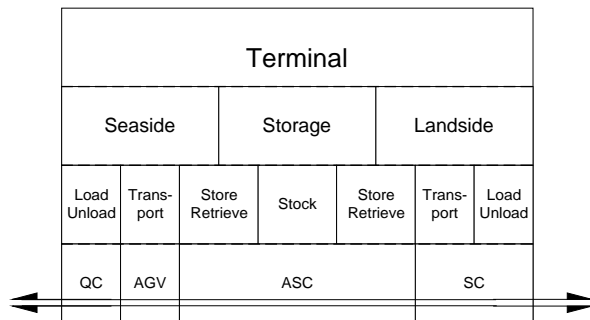 Terminal
Seaside Storage Landside
Load Trans- Store Stock Store Trans- Load
Unload port Retrieve Retrieve port Unload
QC AGV ASC SC